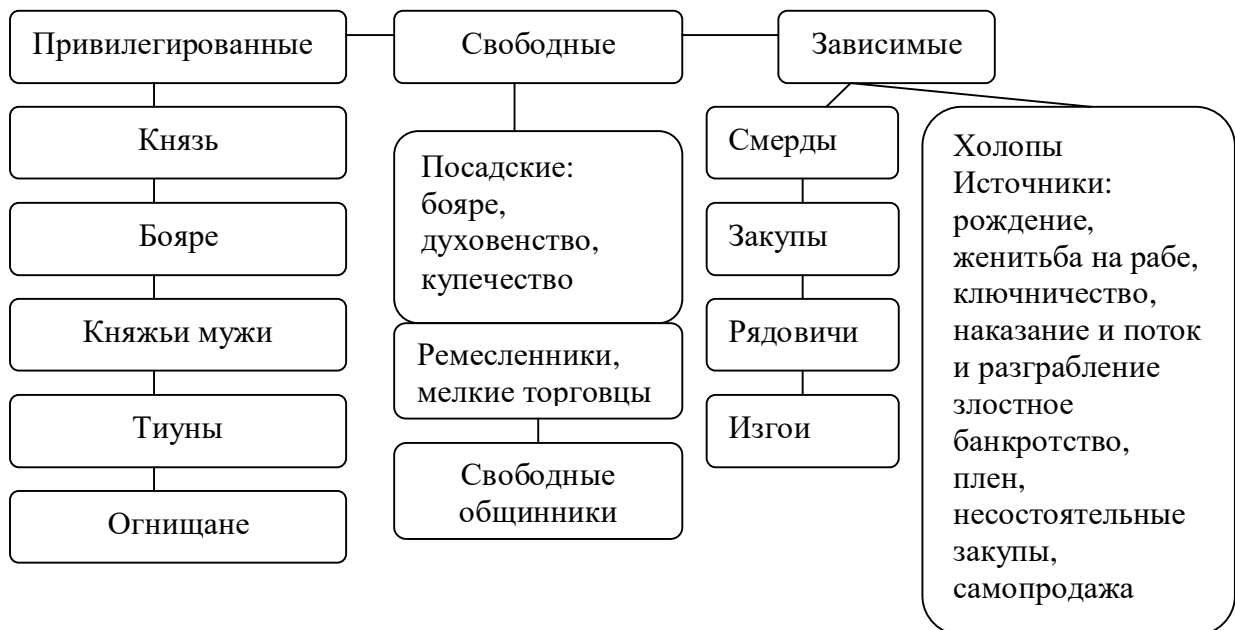 Привилегированные
Свободные
Зависимые
Князь
Бояре
Княжьи мужи
Тиуны
Огнищане
Посадские:
бояре,
духовенство,
купечество
Ремесленники,
мелкие торговцы
Свободные
общинники
Смерды
Закупы
Рядовичи
Изгои
Холопы
Источники:
рождение,
женитьба на рабе,
ключничество,
наказание и поток
и разграбление
злостное
банкротство,
плен,
несостоятельные
закупы,
самопродажа